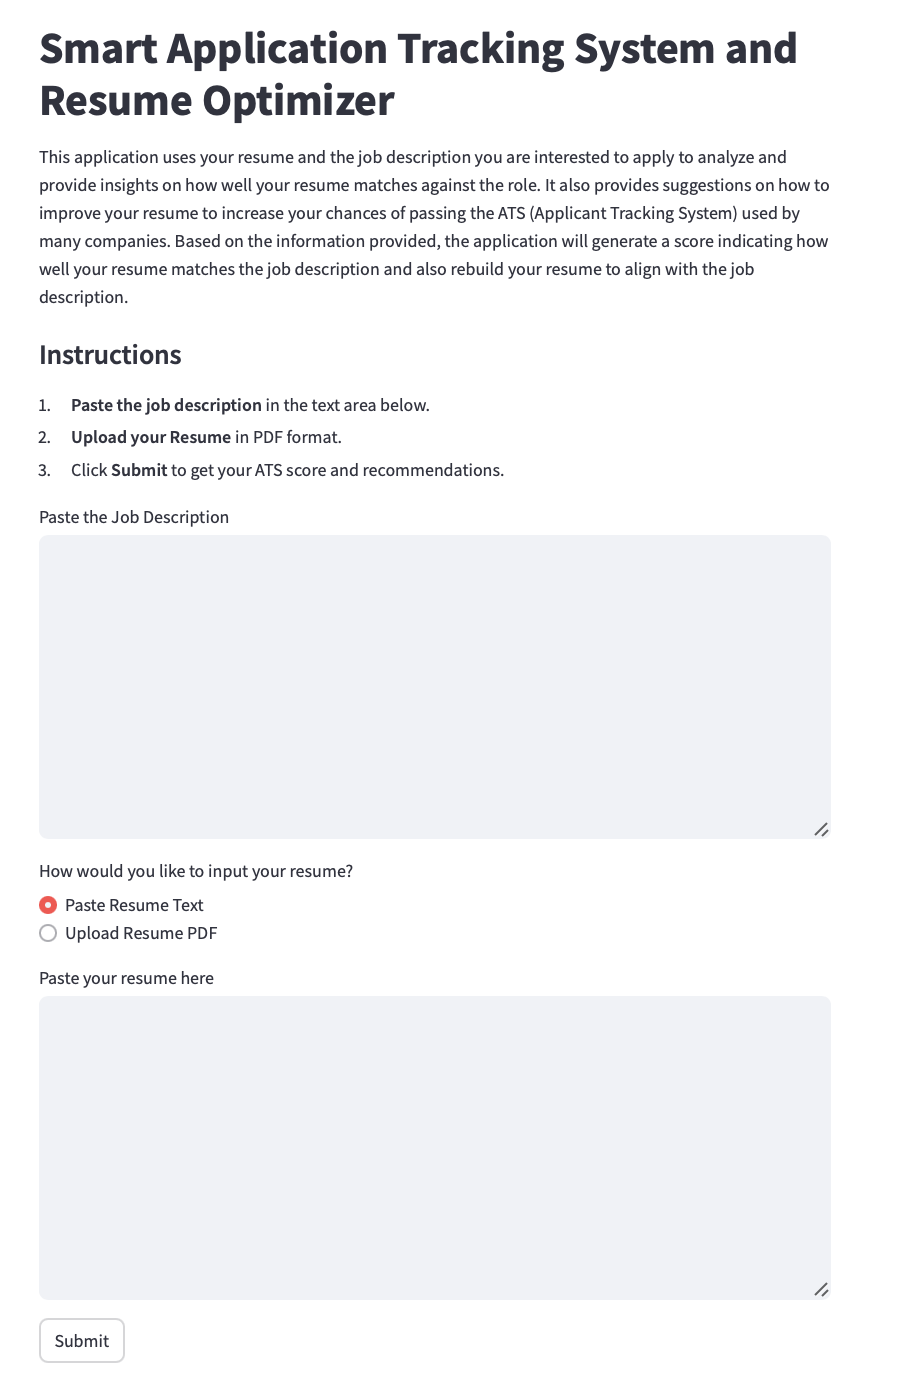 Smart Application Tracking System and
Resume Optimizer
This application uses your resume and the job description you are interested to apply to analyze and
provide insights on how well your resume matches against the role. It also provides suggestions on how to
improve your resume to increase your chances of passing the ATS (Applicant Tracking System) used by
many companies. Based on the information provided, the application will generate a score indicating how
well your resume matches the job description and also rebuild your resume to align with the job
description.
Instructions
1. Paste the job description in the text area below.
2. Upload your Resume in PDF format.
3. Click Submit to get your ATS score and recommendations.
Paste the Job Description
How would you like to input your resume?
Paste Resume Text
Upload Resume PDF
Paste your resume here
Submit